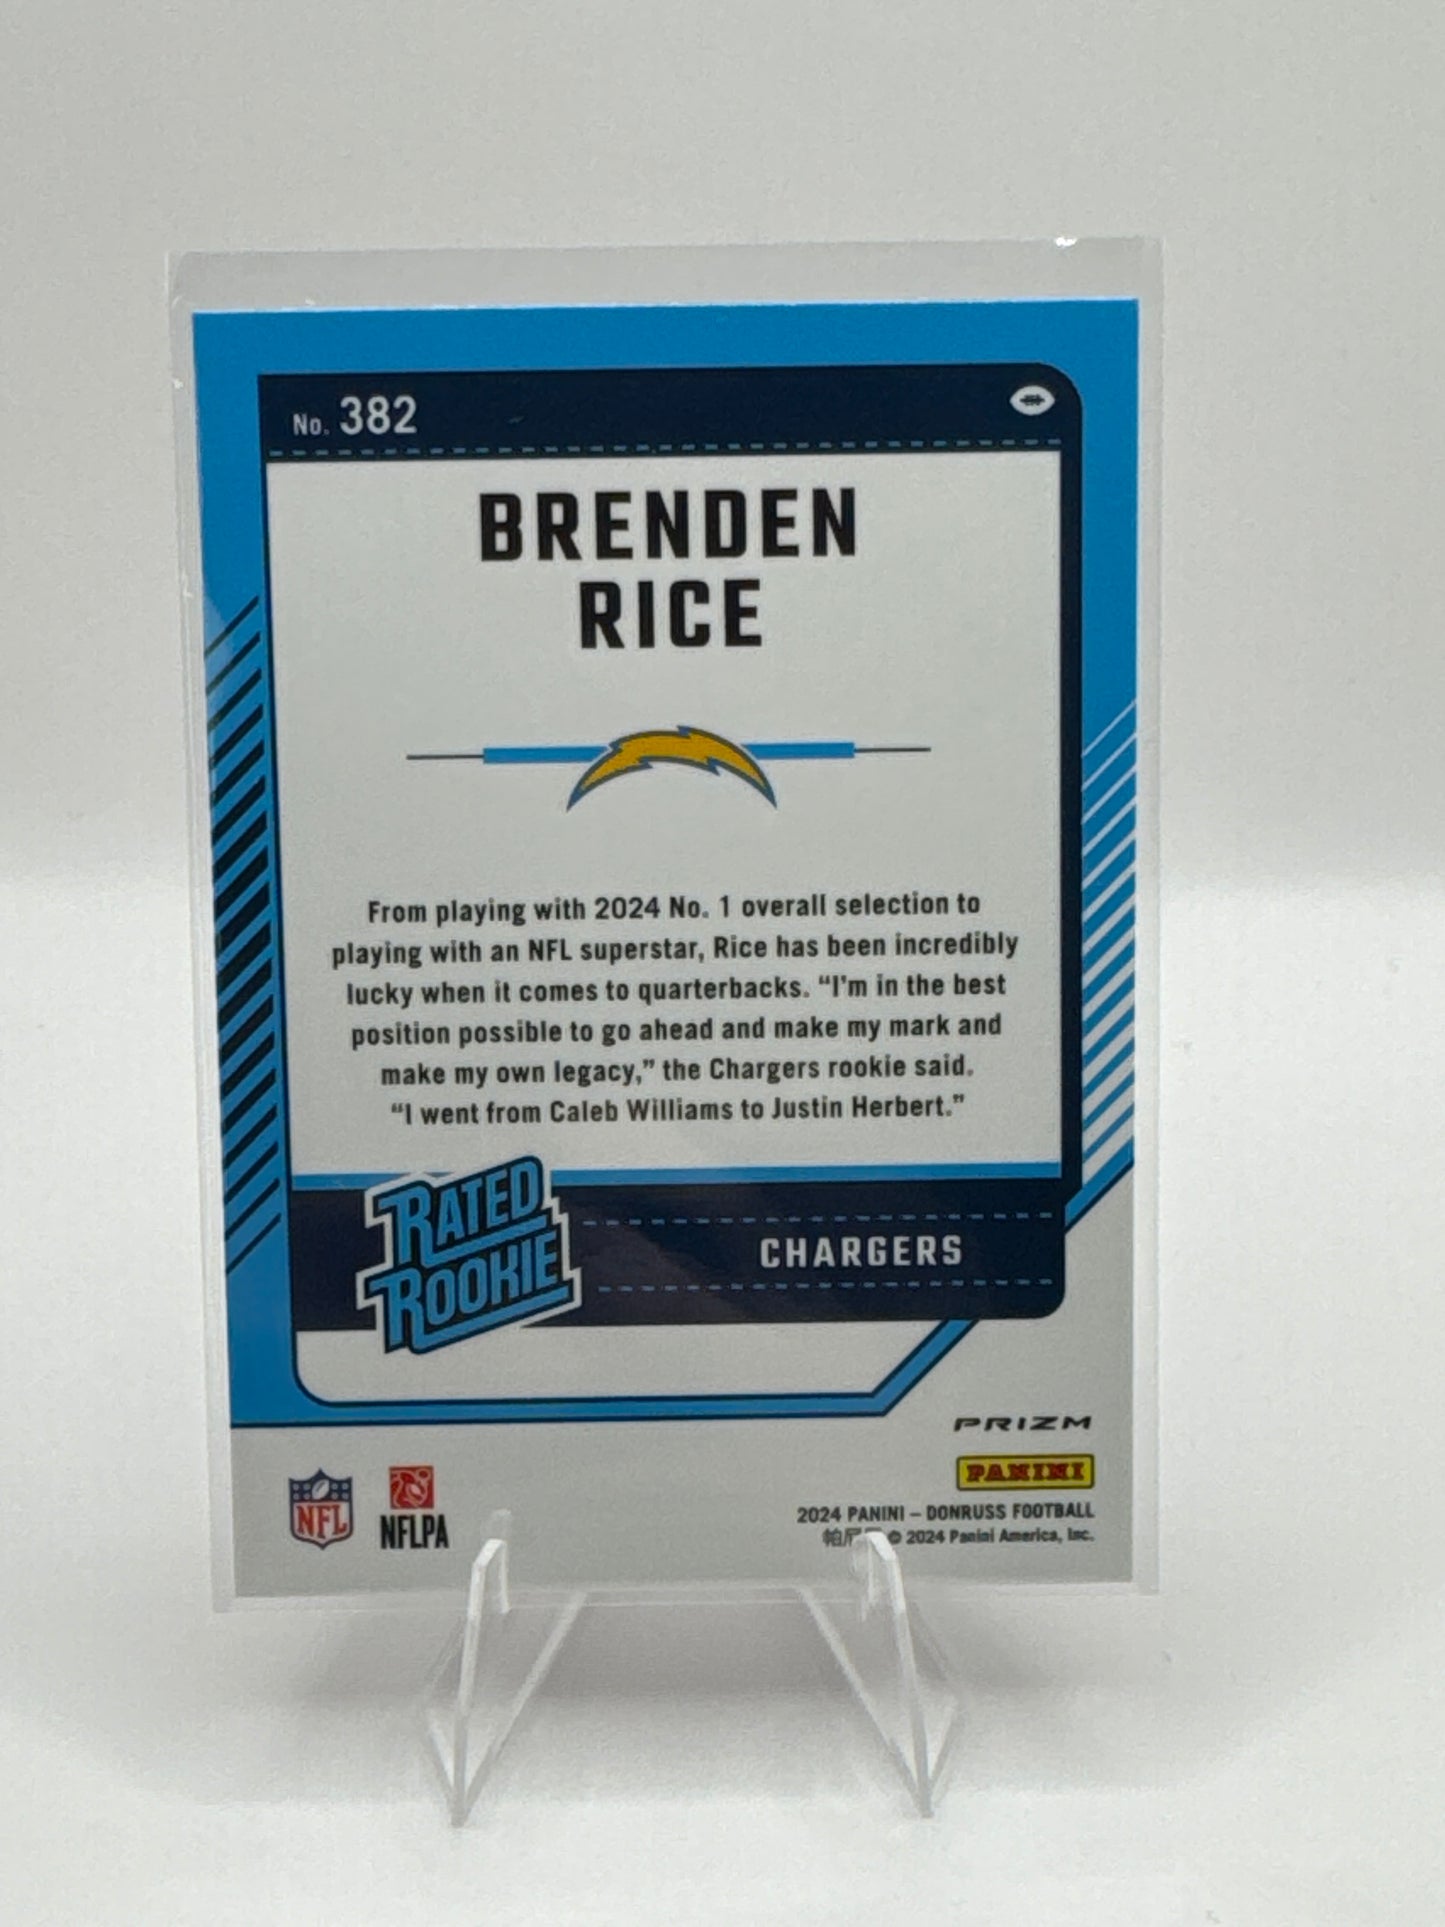 No. 382
BRENDEN
RICE
From playing with 2024 No. 1 overall selection to
playing with an NFL superstar, Rice has been incredibly
lucky when it comes to quarterbacks. “I’m in the best
position possible to go ahead and make my mark and
make my own legacy,” the Chargers rookie said.
“I went from Caleb Williams to Justin Herbert.”
RATED
ROOKIE
CHARGERS
PRIZM
PANINI
NFL
NFLPA
2024 PANINI – DONRUSS FOOTBALL
帕尼 © 2024 Panini America, Inc.